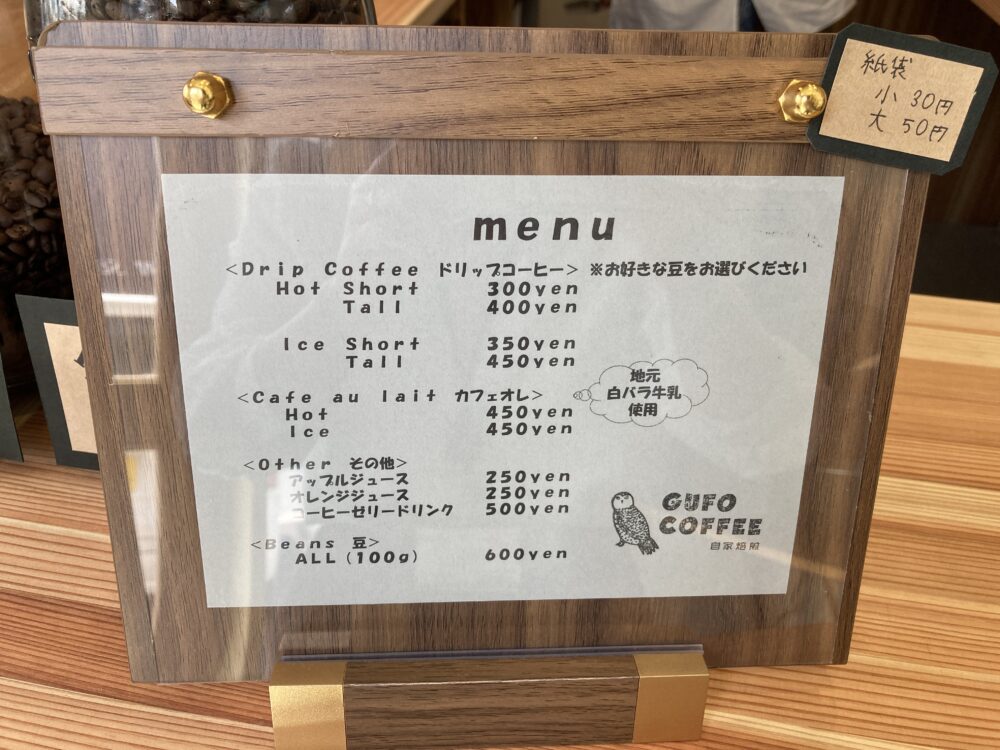 紙袋
小 30円
大 50円
menu
<Drip Coffee ドリップコーヒー> ※お好きな豆をお選びください
Hot Short 300yen
Tall 400yen
Ice Short 350yen
Tall 450yen
<Cafe au lait カフェオレ>
Hot 450yen
Ice 450yen
地元
白バラ牛乳
使用
<Other その他>
アップルジュース 250yen
オレンジジュース 250yen
コーヒーゼリードリンク 500yen
<Beans 豆>
ALL (100g) 600yen
GUFO
COFFEE
自家焙煎